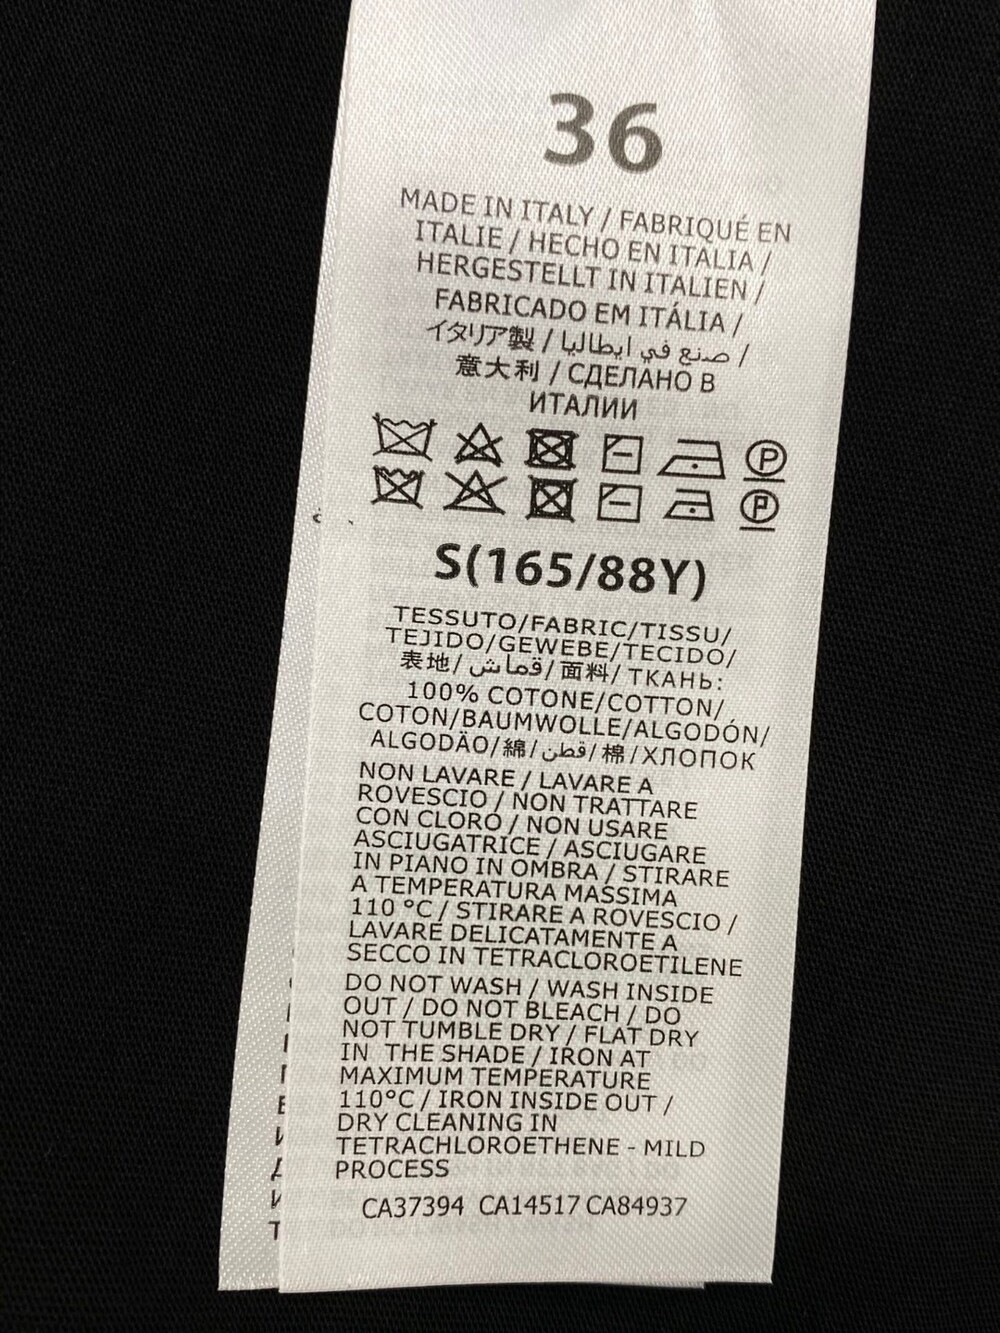 36
MADE IN ITALY / FABRIQUÉ EN
ITALIE / HECHO EN ITALIA /
HERGESTELLT IN ITALIEN /
FABRICADO EM ITÁLIA /
イタリア製 / صنع في ايطاليا /
意大利 / СДЕЛАНО В
ИТАЛИИ
P
P
S(165/88Y)
TESSUTO/FABRIC/TISSU/
TEJIDO/GEWEBE/TECIDO/
表地/قماش/面料/ТКАНЬ:
100% COTONE/COTTON/
COTON/BAUMWOLLE/ALGODÓN/
ALGODÃO/綿/قطن/棉/ХЛОПОК
NON LAVARE / LAVARE A
ROVESCIO / NON TRATTARE
CON CLORO / NON USARE
ASCIUGATRICE / ASCIUGARE
IN PIANO IN OMBRA / STIRARE
A TEMPERATURA MASSIMA
110 °C / STIRARE A ROVESCIO /
LAVARE DELICATAMENTE A
SECCO IN TETRACLOROETILENE
DO NOT WASH / WASH INSIDE
OUT / DO NOT BLEACH / DO
NOT TUMBLE DRY / FLAT DRY
IN THE SHADE / IRON AT
MAXIMUM TEMPERATURE
110°C / IRON INSIDE OUT /
DRY CLEANING IN
TETRACHLOROETHENE - MILD
PROCESS
CA37394 CA14517 CA84937